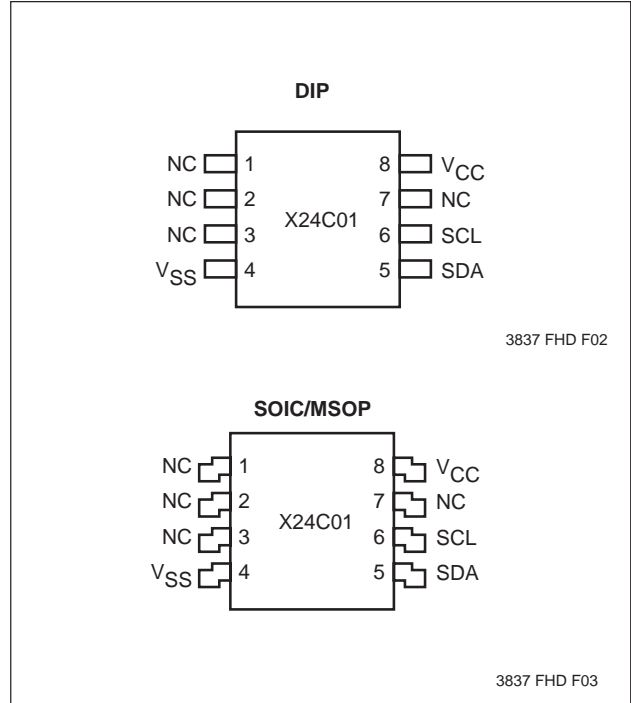 DIP
NC 1 8 VCC
NC 2 7 NC
X24C01
NC 3 6 SCL
VSS 4 5 SDA
3837 FHD F02
SOIC/MSOP
NC 1 8 VCC
NC 2 7 NC
X24C01
NC 3 6 SCL
VSS 4 5 SDA
3837 FHD F03